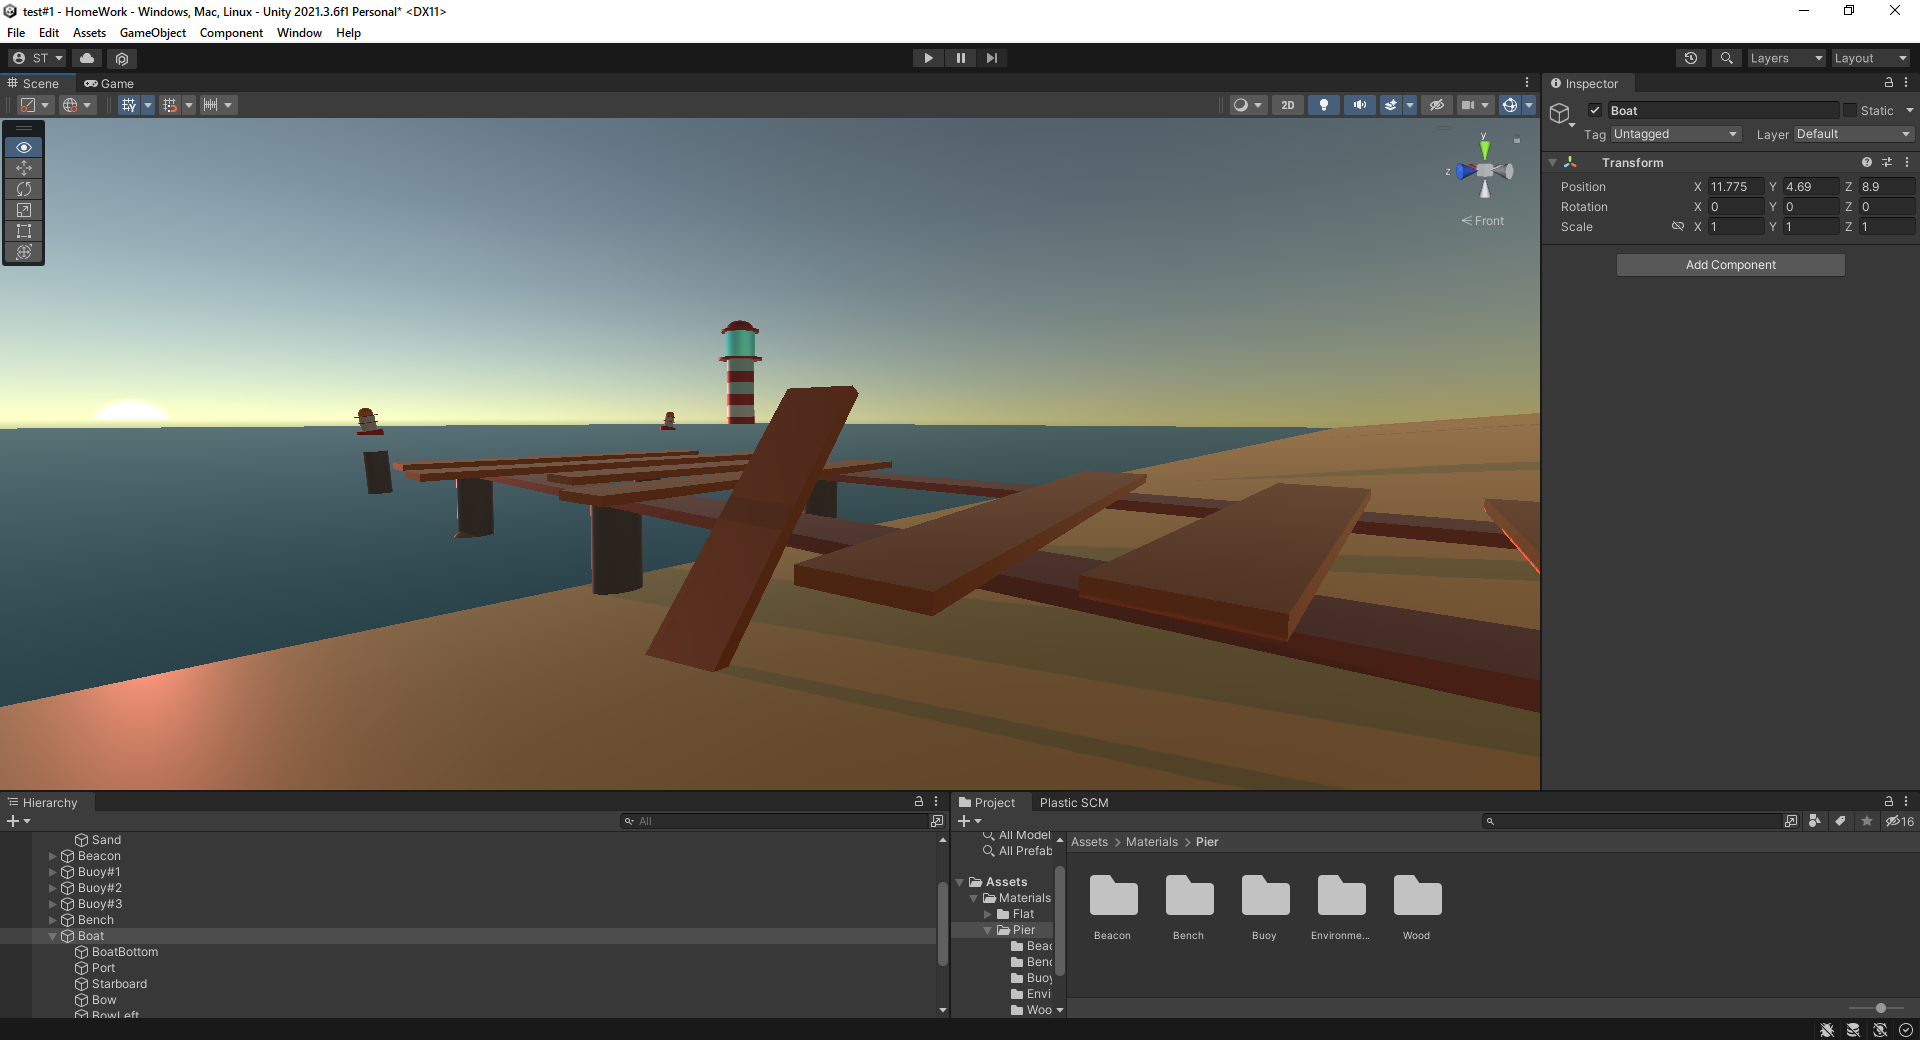 test#1 - HomeWork - Windows, Mac, Linux - Unity 2021.3.6f1 Personal* <DX11>
File Edit Assets GameObject Component Window Help
ST
Layers
Layout
Scene
Game
2D
y
z
Front
Inspector
Boat
Static
Tag Untagged Layer Default
Transform
Position X 11.775 Y 4.69 Z 8.9
Rotation X 0 Y 0 Z 0
Scale X 1 Y 1 Z 1
Add Component
Hierarchy
All
Sand
Beacon
Buoy#1
Buoy#2
Buoy#3
Bench
Boat
BoatBottom
Port
Starboard
Bow
BowLeft
Project
Plastic SCM
16
All Model
All Prefab
Assets
Materials
Flat
Pier
Beac
Benc
Buoy
Envi
Woo
Assets > Materials > Pier
Beacon
Bench
Buoy
Environme...
Wood